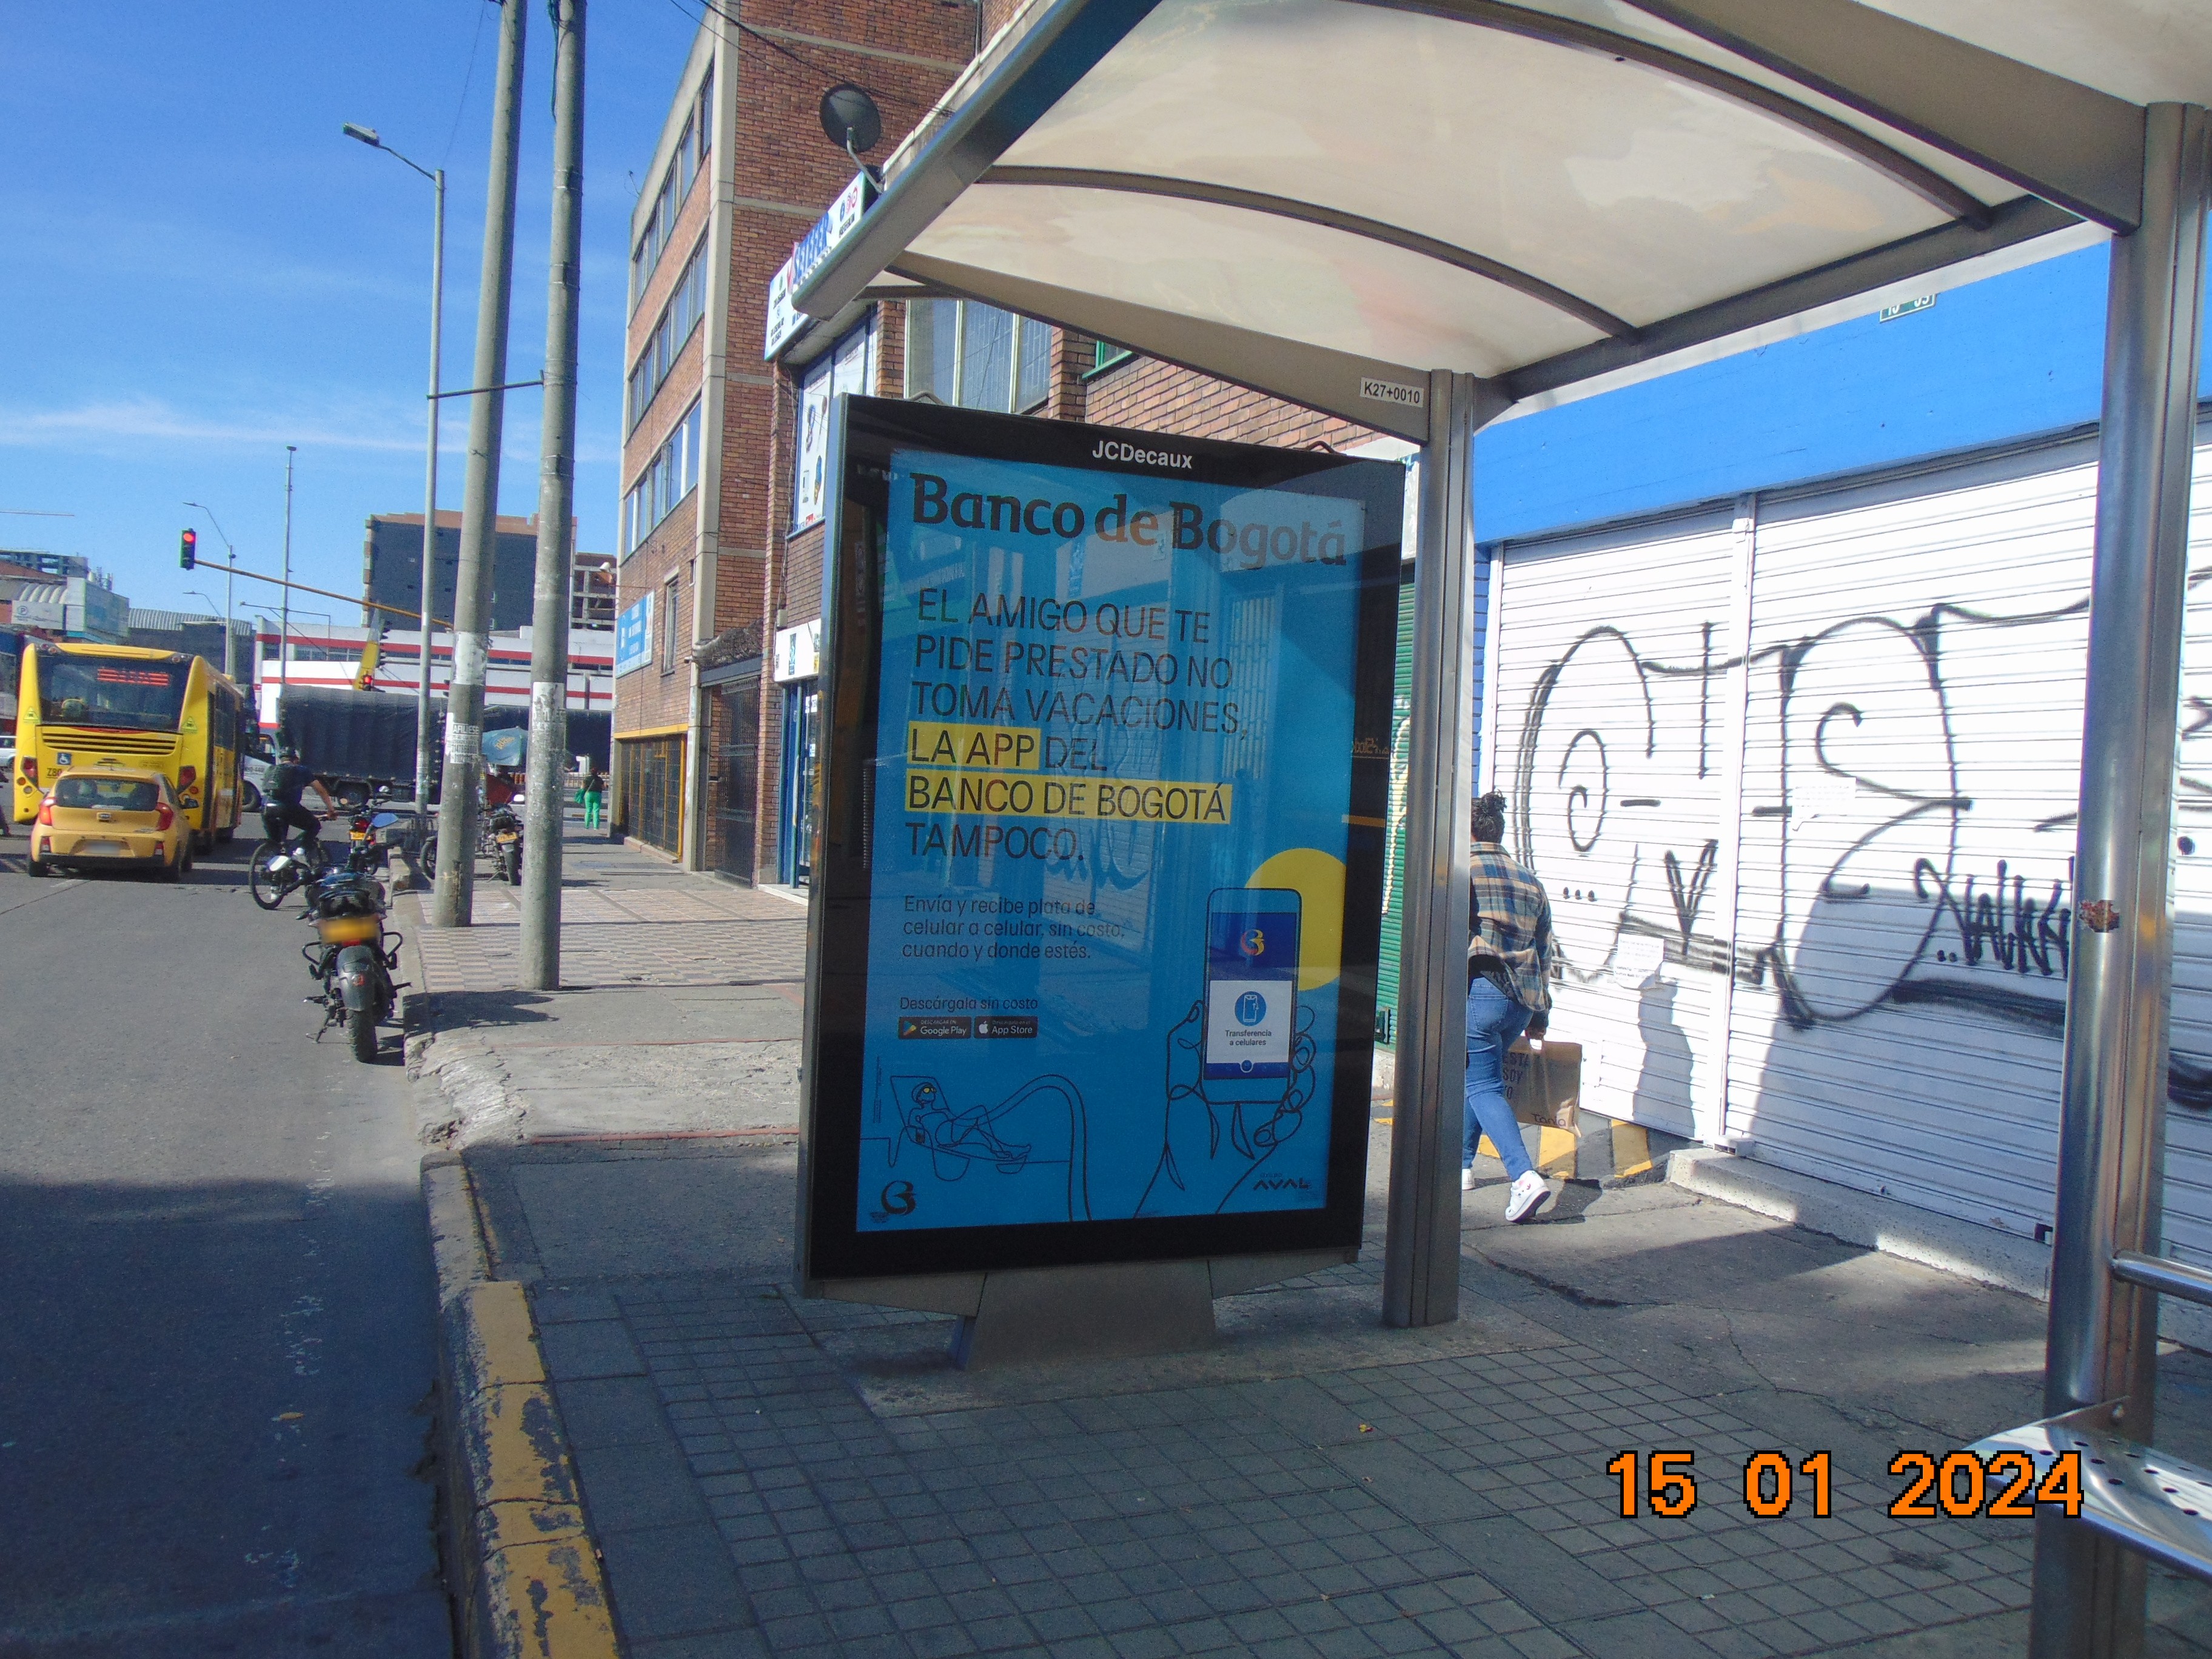 K27+0010
JCDecaux
Banco de Bogotá
EL AMIGO QUE TE
PIDE PRESTADO NO
TOMA VACACIONES,
LA APP DEL
BANCO DE BOGOTÁ
TAMPOCO.
Envía y recibe plata de
celular a celular, sin costo,
cuando y donde estés.
Descárgala sin costo
Google Play
App Store
Transferencia
a celulares
AVAL
15 01 2024